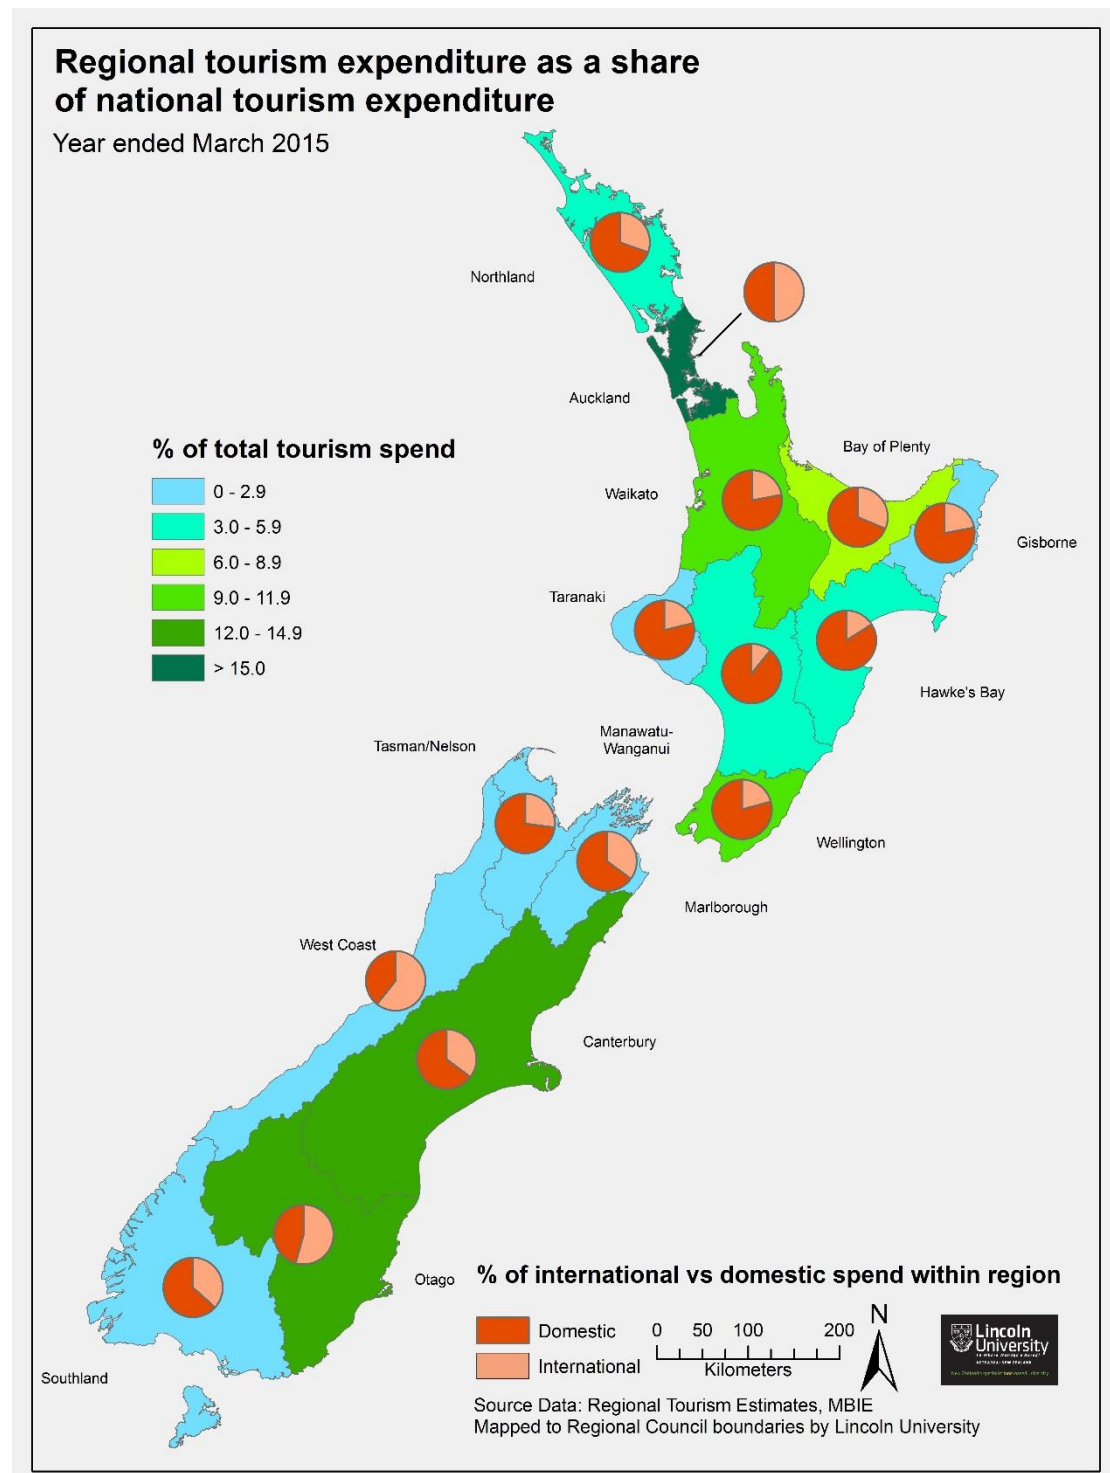 Regional tourism expenditure as a share
of national tourism expenditure
Year ended March 2015
Northland
Auckland
% of total tourism spend
0 - 2.9
3.0 - 5.9
6.0 - 8.9
9.0 - 11.9
12.0 - 14.9
> 15.0
Bay of Plenty
Waikato
Gisborne
Taranaki
Hawke's Bay
Manawatu-
Wanganui
Tasman/Nelson
Wellington
Marlborough
West Coast
Canterbury
Otago
Southland
% of international vs domestic spend within region
Domestic
International
0 50 100 200
Kilometers
N
Lincoln
University
Source Data: Regional Tourism Estimates, MBIE
Mapped to Regional Council boundaries by Lincoln University